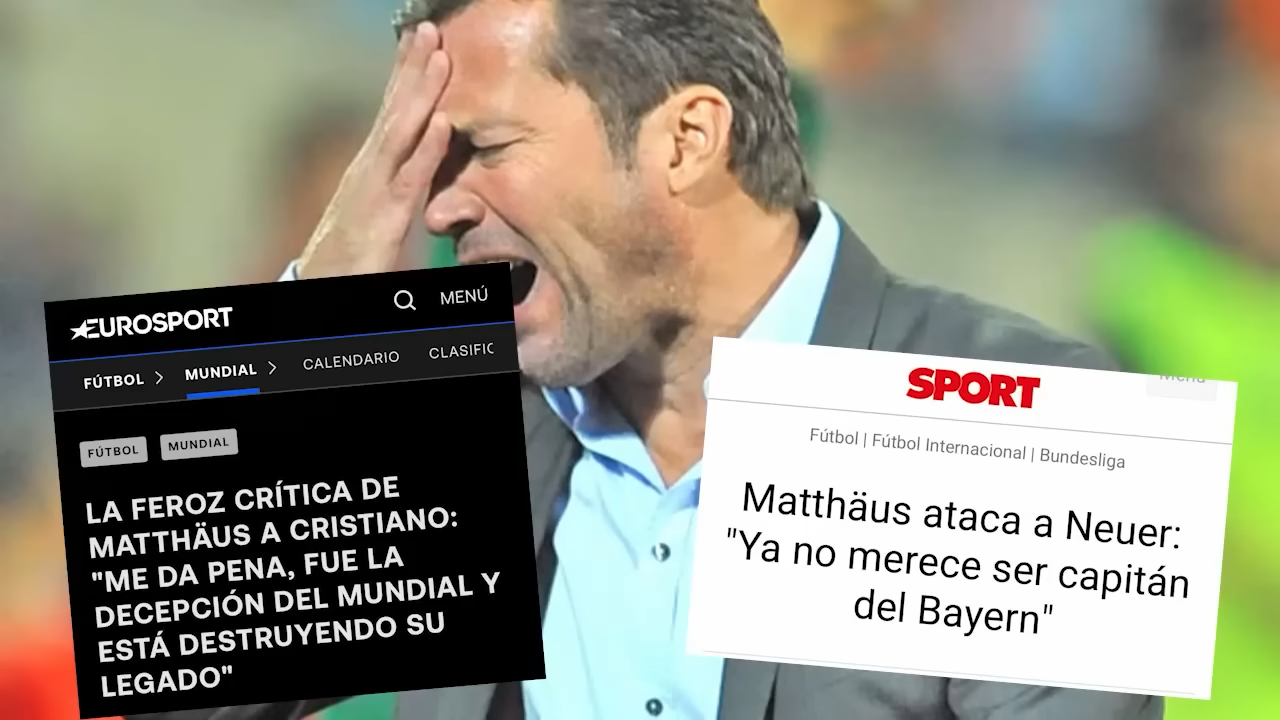 EUROSPORT
MENÚ
FÚTBOL > MUNDIAL > CALENDARIO CLASIFIC
FÚTBOL MUNDIAL
LA FEROZ CRÍTICA DE
MATTHÄUS A CRISTIANO:
"ME DA PENA, FUE LA
DECEPCIÓN DEL MUNDIAL Y
ESTÁ DESTRUYENDO SU
LEGADO"
SPORT
Menú
Fútbol | Fútbol Internacional | Bundesliga
Matthäus ataca a Neuer:
"Ya no merece ser capitán
del Bayern"